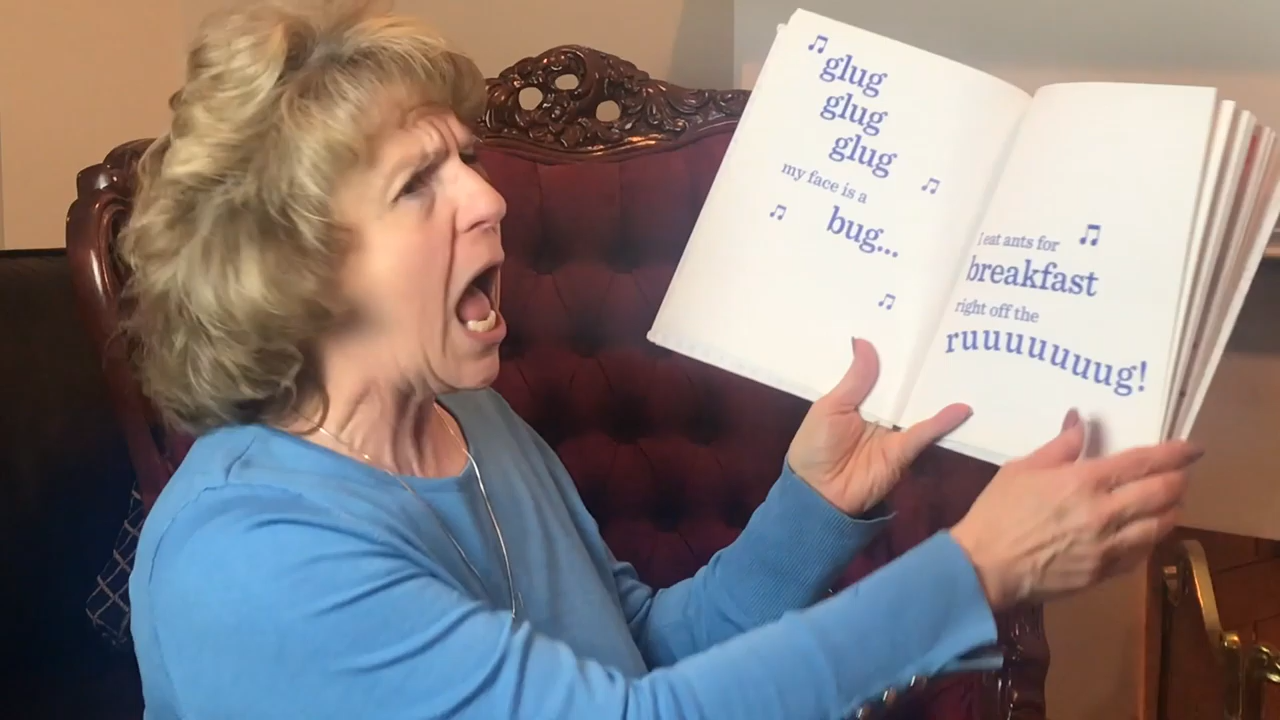 glug
glug
glug
my face is a
bug...
I eat ants for
breakfast
right off the
ruuuuuuug!